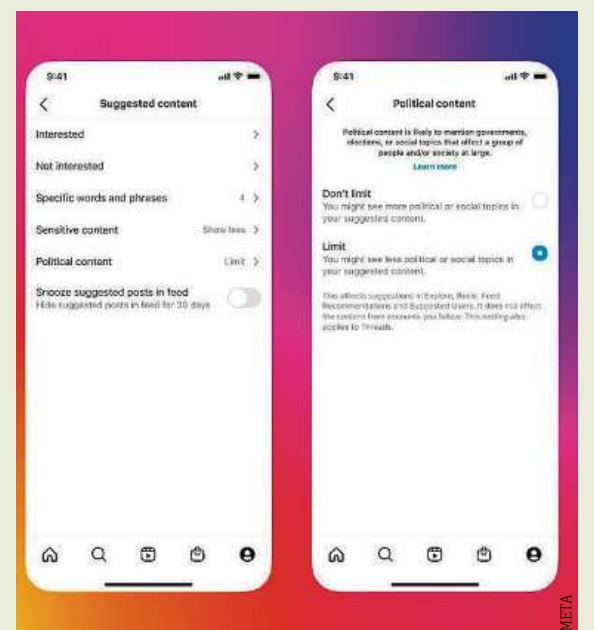 9:41
Suggested content
Interested
Not interested
Specific words and phrases 4
Sensitive content Show less
Political content Limit
Snooze suggested posts in feed
Hide suggested posts in feed for 30 days
9:41
Political content
Political content is likely to mention governments,
elections, or social topics that affect a group of
people and/or society at large.
Learn more
Don't limit
You might see more political or social topics in
your suggested content.
Limit
You might see less political or social topics in
your suggested content.
This affects suggestions in Explore, Reels, Feed
Recommendations and Suggested Users. It does not affect
the content from accounts you follow. This setting also
applies to Threads.
META